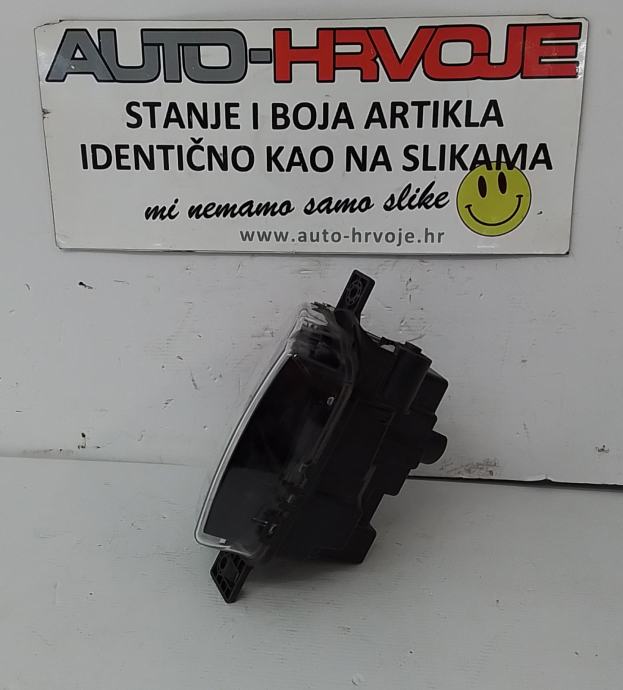 AUTO-HRVOJE
STANJE I BOJA ARTIKLA
IDENTIČNO KAO NA SLIKAMA
mi nemamo samo slike
www.auto-hrvoje.hr